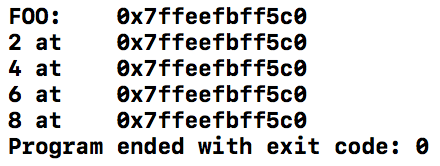 FOO:    0x7ffeefbff5c0
2 at    0x7ffeefbff5c0
4 at    0x7ffeefbff5c0
6 at    0x7ffeefbff5c0
8 at    0x7ffeefbff5c0
Program ended with exit code: 0